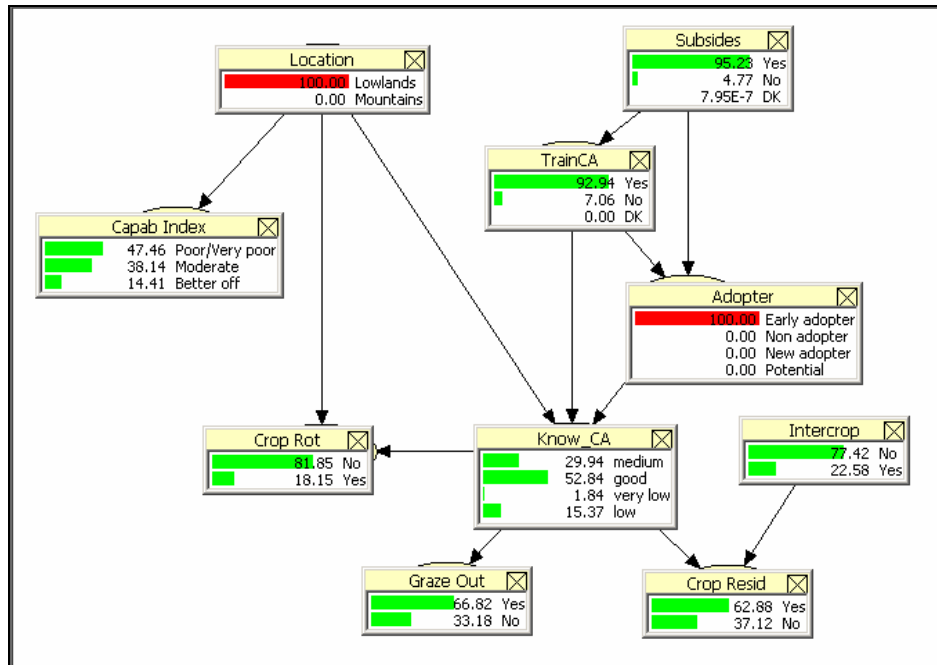 Location
100.00 Lowlands
0.00 Mountains
Subsides
95.23 Yes
4.77 No
7.95E-7 DK
TrainCA
92.94 Yes
7.06 No
0.00 DK
Capab Index
47.46 Poor/Very poor
38.14 Moderate
14.41 Better off
Adopter
100.00 Early adopter
0.00 Non adopter
0.00 New adopter
0.00 Potential
Crop Rot
81.85 No
18.15 Yes
Know_CA
29.94 medium
52.84 good
1.84 very low
15.37 low
Intercrop
77.42 No
22.58 Yes
Graze Out
66.82 Yes
33.18 No
Crop Resid
62.88 Yes
37.12 No